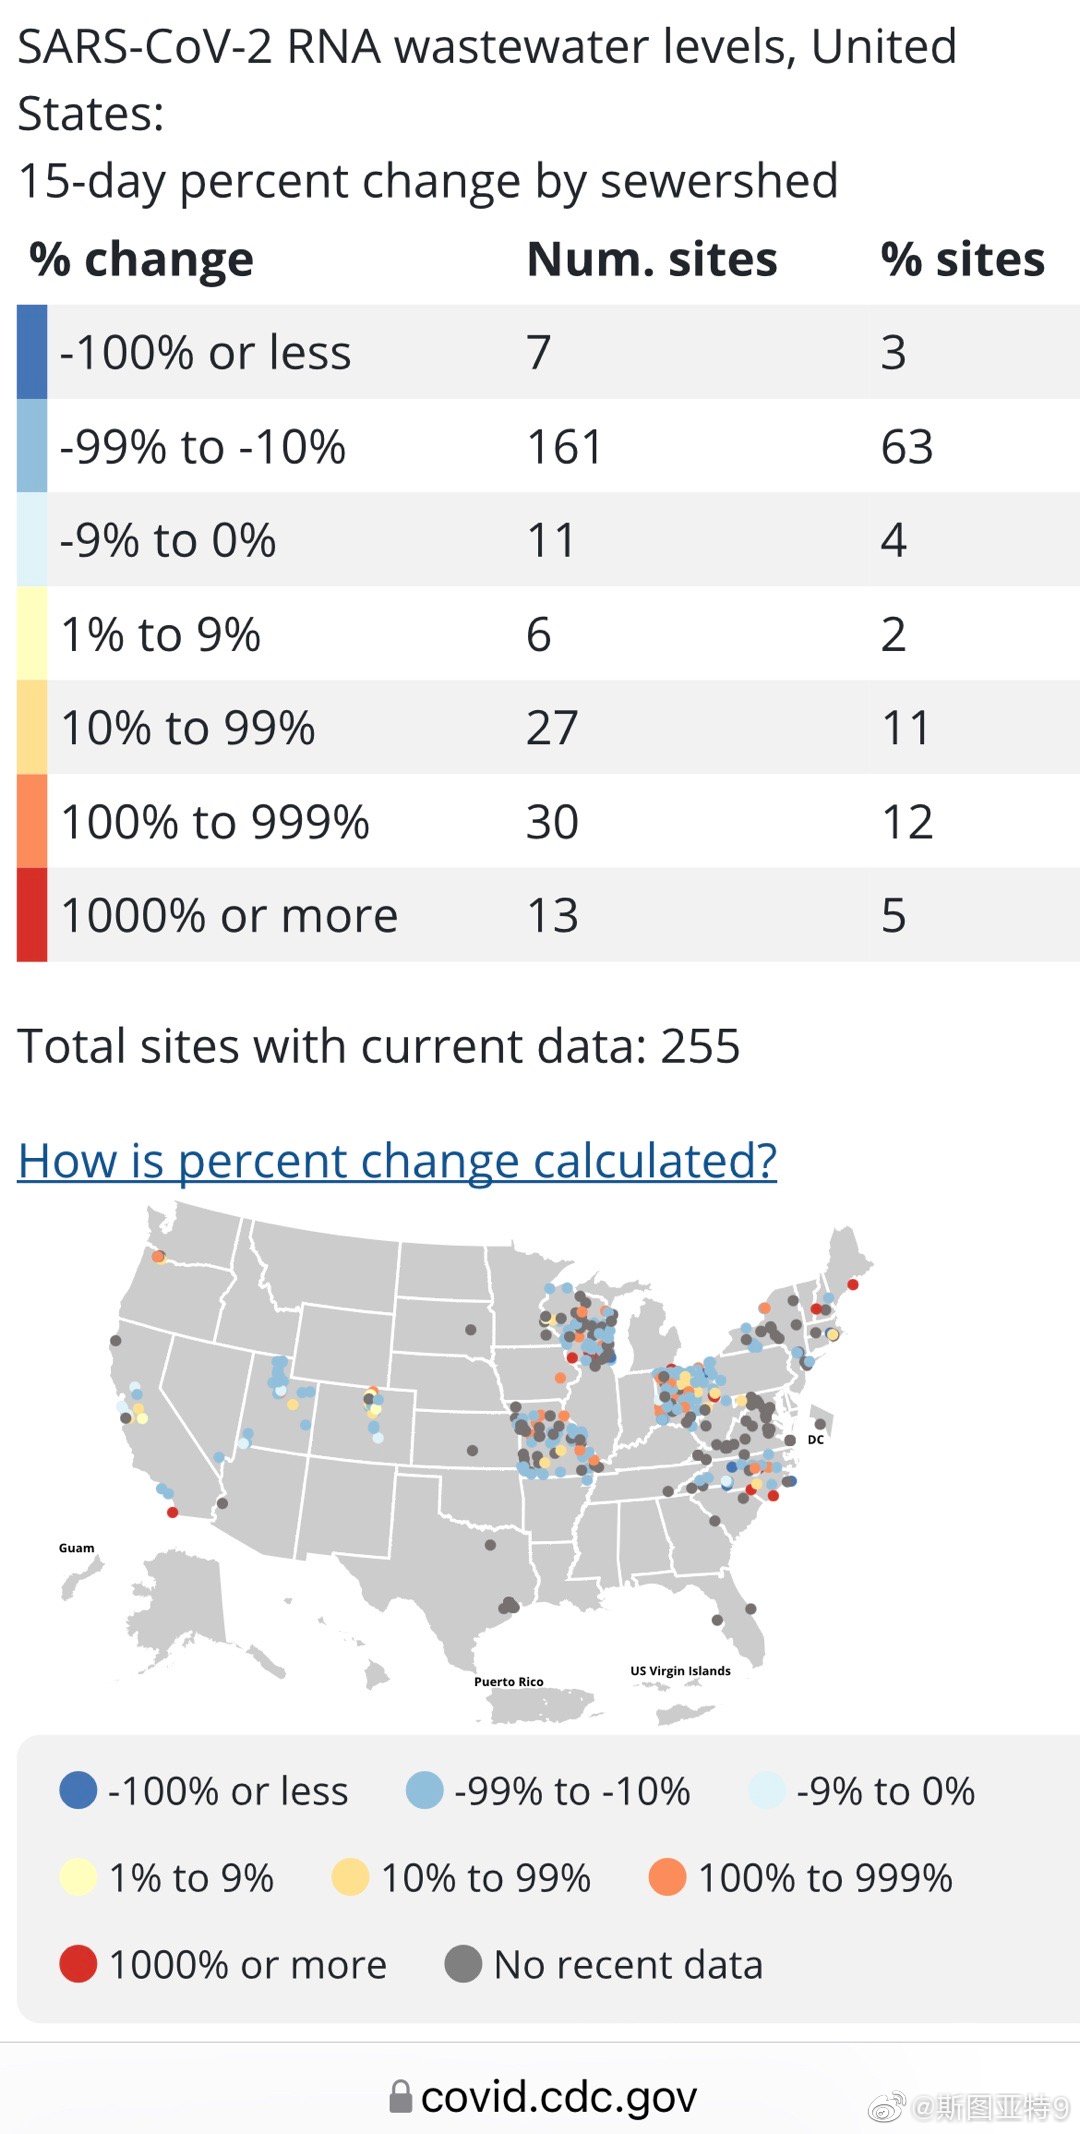 SARS-CoV-2 RNA wastewater levels, United
States:
15-day percent change by sewershed
% change Num. sites % sites
-100% or less 7 3
-99% to -10% 161 63
-9% to 0% 11 4
1% to 9% 6 2
10% to 99% 27 11
100% to 999% 30 12
1000% or more 13 5
Total sites with current data: 255
How is percent change calculated?
DC
Guam
US Virgin Islands
Puerto Rico
-100% or less -99% to -10% -9% to 0%
1% to 9% 10% to 99% 100% to 999%
1000% or more No recent data
covid.cdc.gov
@斯图亚特9